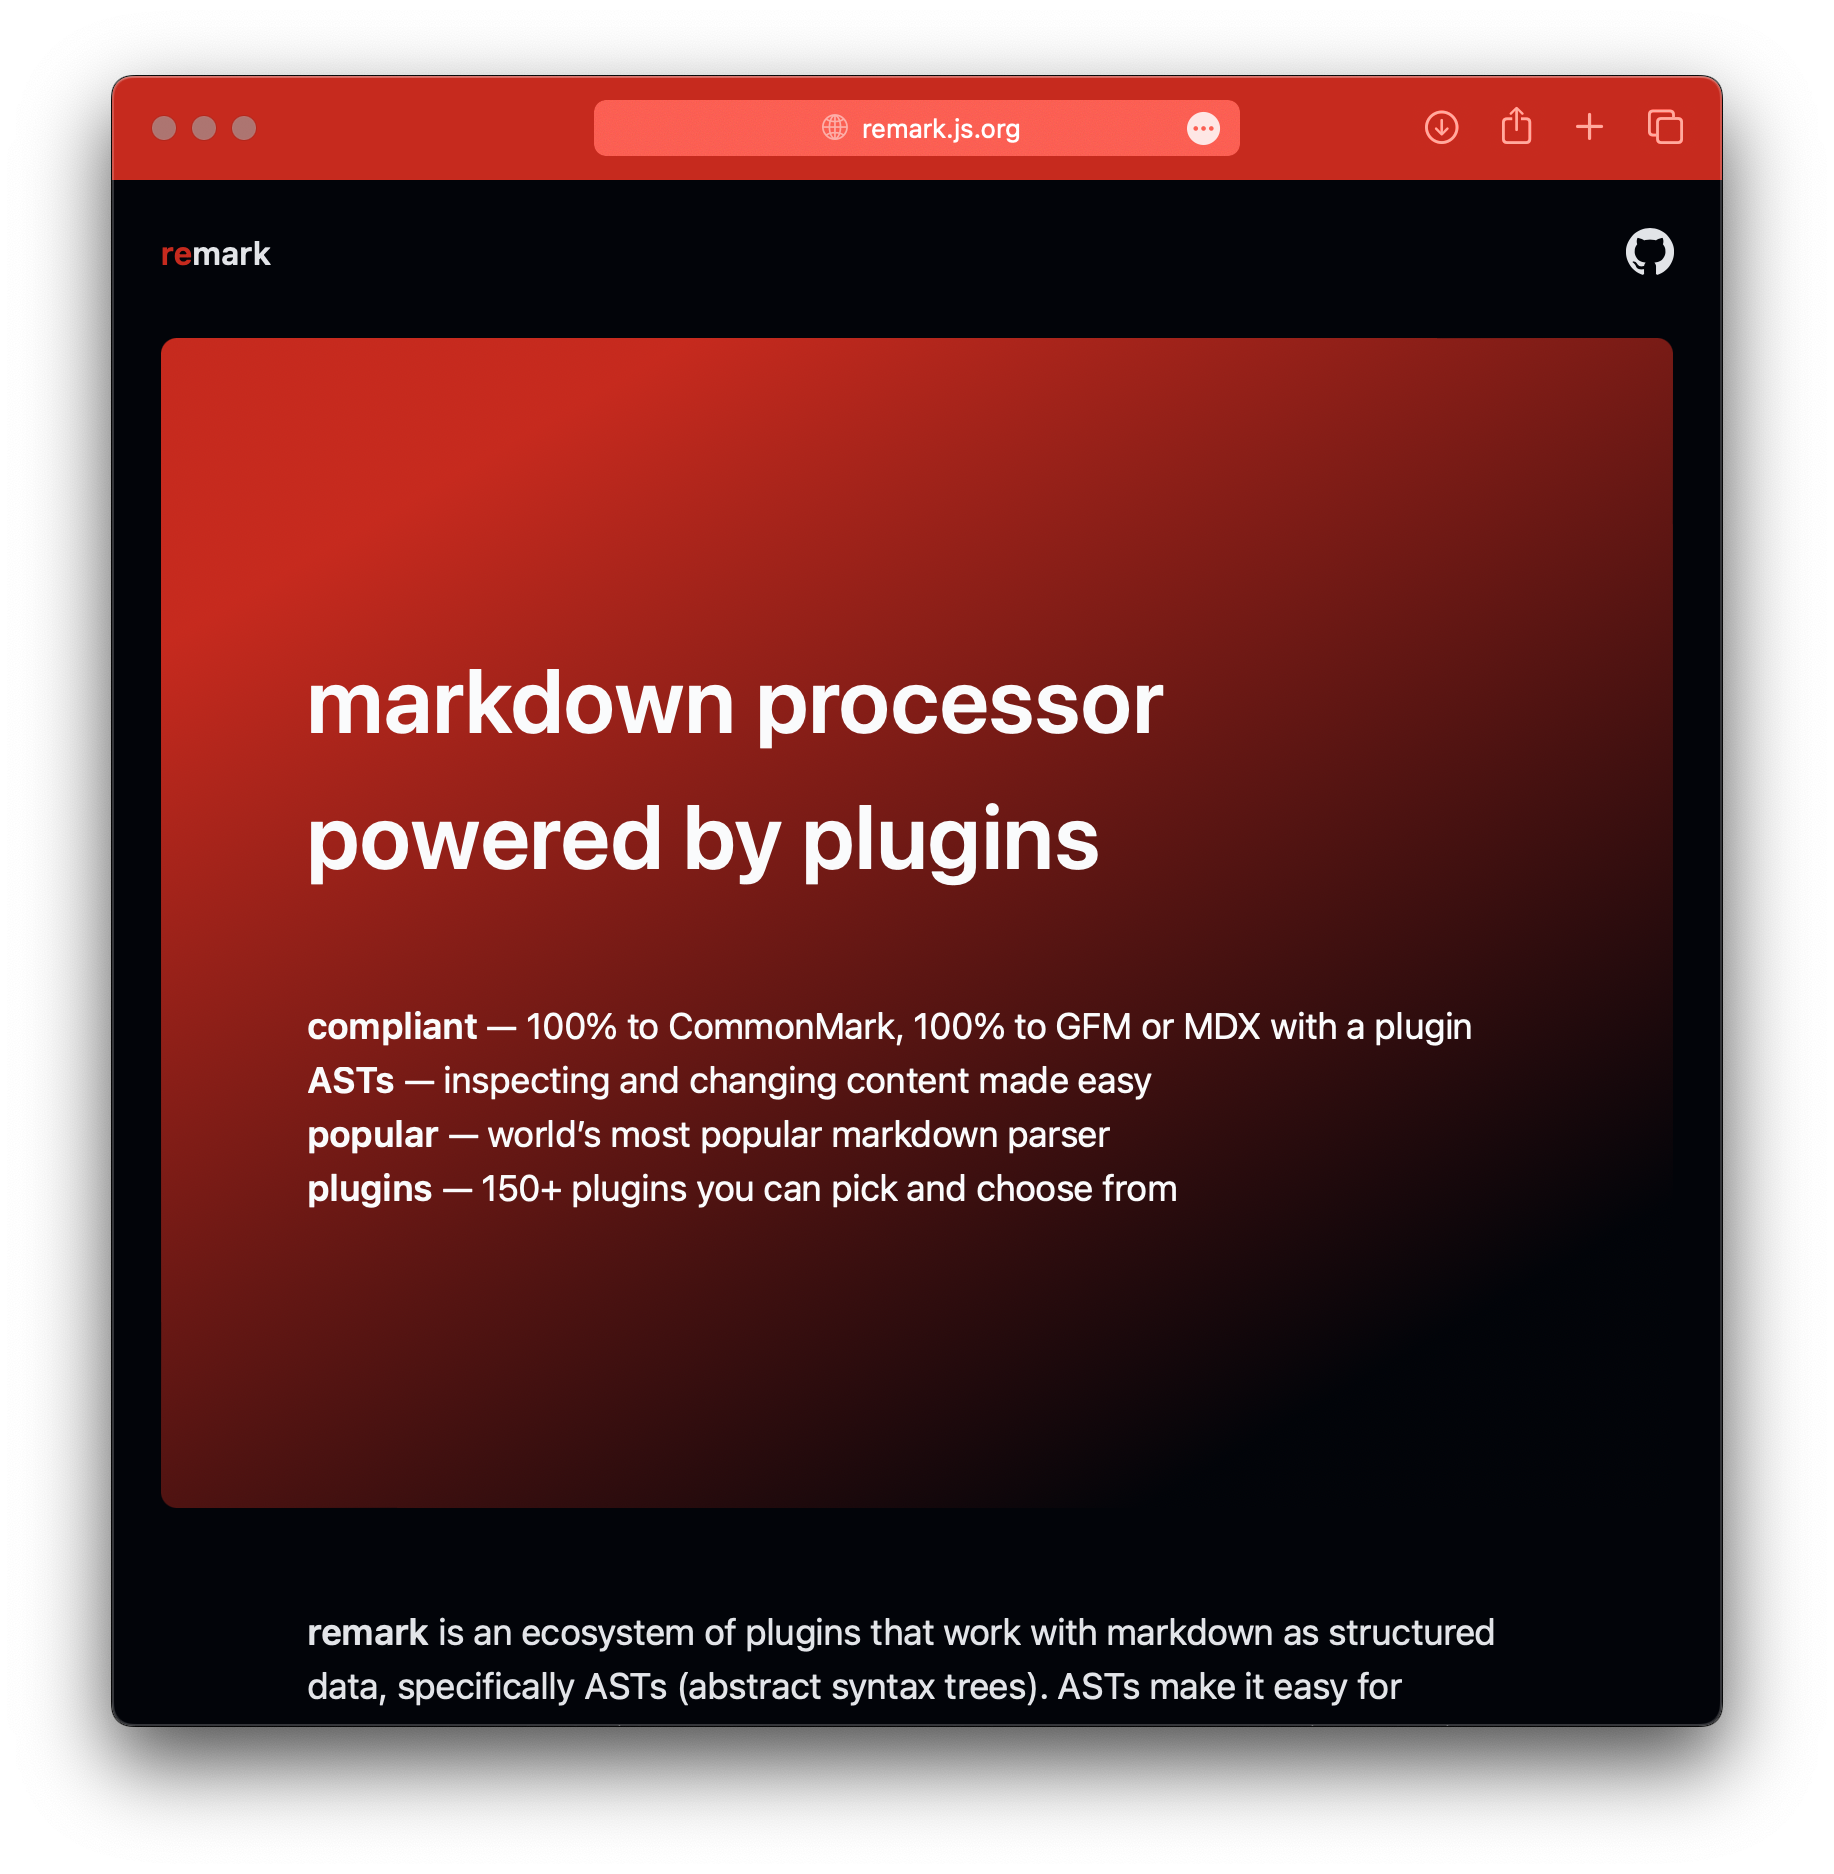 remark.js.org
remark
markdown processor
powered by plugins
compliant — 100% to CommonMark, 100% to GFM or MDX with a plugin
ASTs — inspecting and changing content made easy
popular — world’s most popular markdown parser
plugins — 150+ plugins you can pick and choose from
remark is an ecosystem of plugins that work with markdown as structured
data, specifically ASTs (abstract syntax trees). ASTs make it easy for